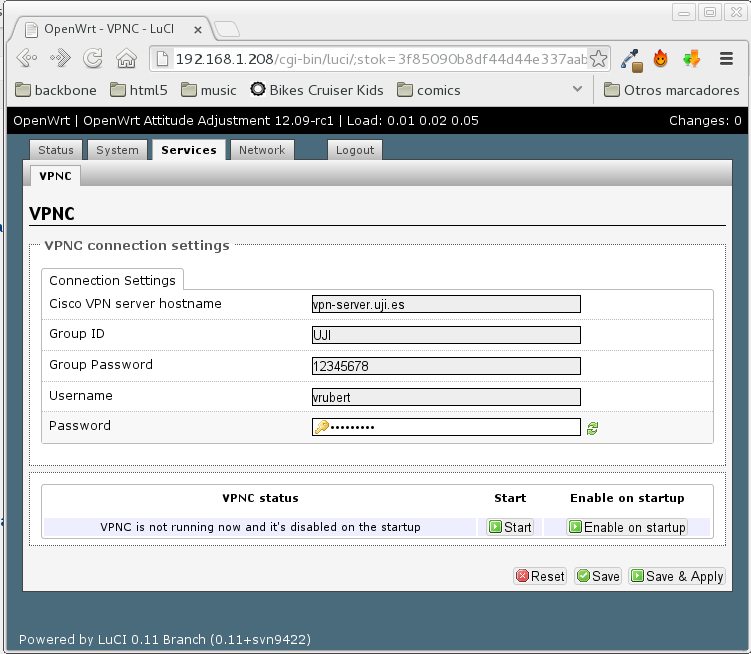 OpenWrt - VPNC - LuCI
192.168.1.208/cgi-bin/luci/;stok=3f85090b8df44d44e337aab
backbone html5 music Bikes Cruiser Kids comics Otros marcadores
OpenWrt | OpenWrt Attitude Adjustment 12.09-rc1 | Load: 0.01 0.02 0.05 Changes: 0
Status System Services Network Logout
VPNC
VPNC
VPNC connection settings
Connection Settings
Cisco VPN server hostname vpn-server.uji.es
Group ID UJI
Group Password 12345678
Username vrubert
Password •••••••••
VPNC status Start Enable on startup
VPNC is not running now and it's disabled on the startup Start Enable on startup
Reset Save Save & Apply
Powered by LuCI 0.11 Branch (0.11+svn9422)